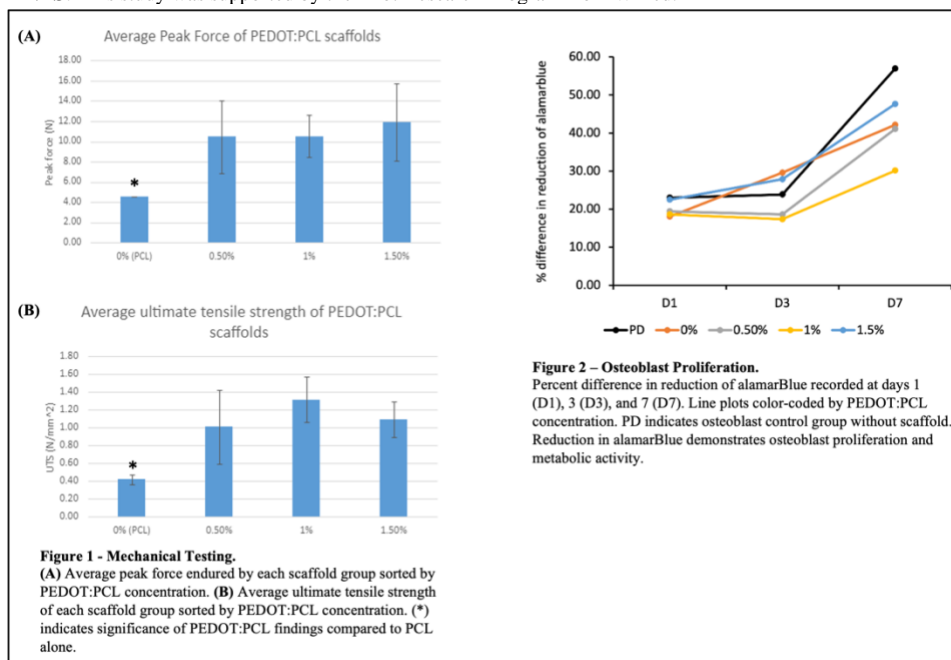 (A)
Average Peak Force of PEDOT:PCL scaffolds
Peak force (N)
18.00
16.00
14.00
12.00
10.00
8.00
6.00
4.00
2.00
0.00
*
0% (PCL) 0.50% 1% 1.50%
(B)
Average ultimate tensile strength of PEDOT:PCL
scaffolds
UTS (N/mm^2)
1.80
1.60
1.40
1.20
1.00
0.80
0.60
0.40
0.20
0.00
*
0% (PCL) 0.50% 1% 1.50%
Figure 1 - Mechanical Testing.
(A) Average peak force endured by each scaffold group sorted by
PEDOT:PCL concentration. (B) Average ultimate tensile strength
of each scaffold group sorted by PEDOT:PCL concentration. (*)
indicates significance of PEDOT:PCL findings compared to PCL
alone.
% difference in reduction of alamarblue
60.00
50.00
40.00
30.00
20.00
10.00
0.00
D1 D3 D7
PD 0% 0.50% 1% 1.5%
Figure 2 – Osteoblast Proliferation.
Percent difference in reduction of alamarBlue recorded at days 1
(D1), 3 (D3), and 7 (D7). Line plots color-coded by PEDOT:PCL
concentration. PD indicates osteoblast control group without scaffold.
Reduction in alamarBlue demonstrates osteoblast proliferation and
metabolic activity.